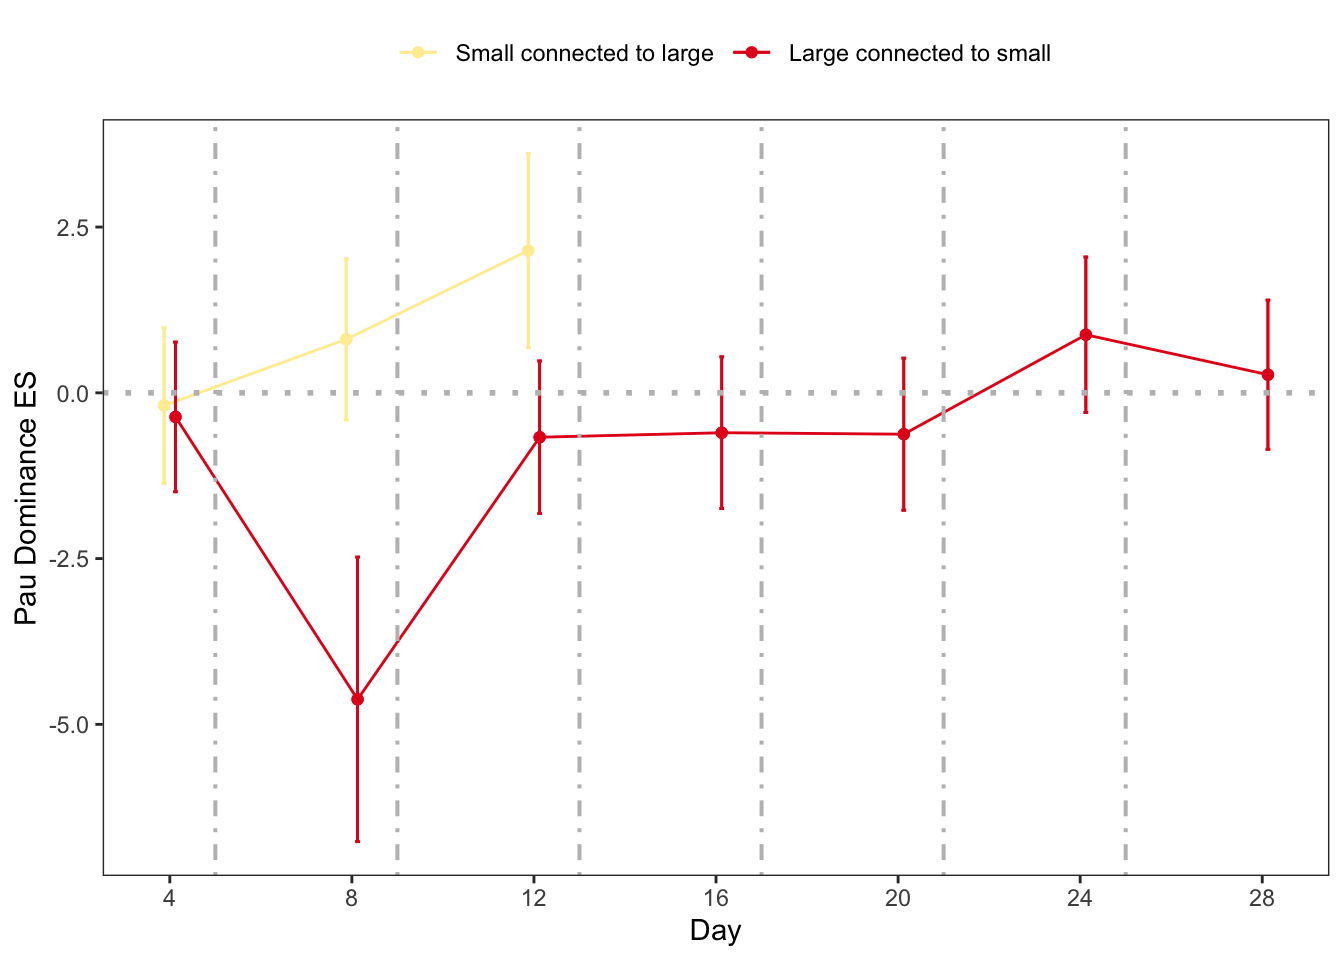 Small connected to large
Large connected to small
Pau Dominance ES
2.5
0.0
-2.5
-5.0
4 8 12 16 20 24 28
Day